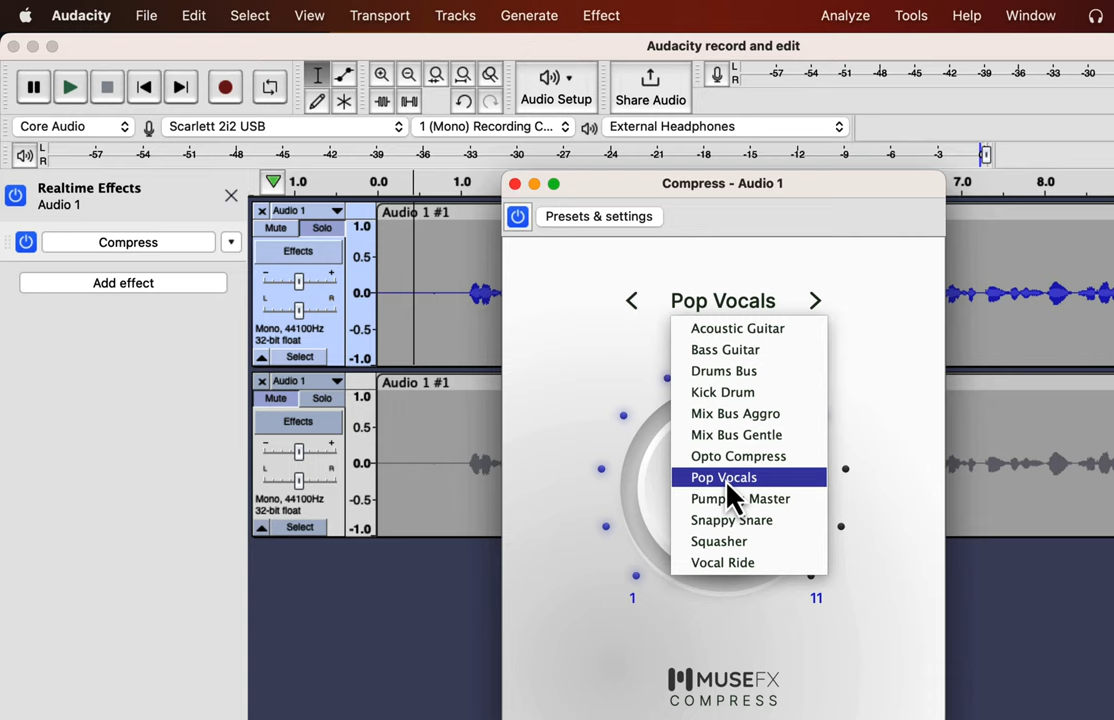 Audacity File Edit Select View Transport Tracks Generate Effect Analyze Tools Help Window
Audacity record and edit
Audio Setup
Share Audio
L
R
-57 -54 -51 -48 -45 -42 -39 -36 -33 -30
Core Audio
Scarlett 2i2 USB
1 (Mono) Recording C...
External Headphones
L
R
-57 -54 -51 -48 -45 -42 -39 -36 -33 -30 -27 -24 -21 -18 -15 -12 -9 -6 -3
Realtime Effects
Audio 1
Compress
Add effect
1.0 0.0 1.0 7.0 8.0
Audio 1
Mute Solo
Effects
- +
L R
Mono, 44100Hz
32-bit float
Select
1.0
0.5
0.0
-0.5
-1.0
Audio 1 #1
Audio 1
Mute Solo
Effects
- +
L R
Mono, 44100Hz
32-bit float
Select
1.0
0.5
0.0
-0.5
-1.0
Audio 1 #1
Compress - Audio 1
Presets & settings
Pop Vocals
Acoustic Guitar
Bass Guitar
Drums Bus
Kick Drum
Mix Bus Aggro
Mix Bus Gentle
Opto Compress
Pop Vocals
Master
Snappy Snare
Squasher
Vocal Ride
1 11
MUSEFX
COMPRESS